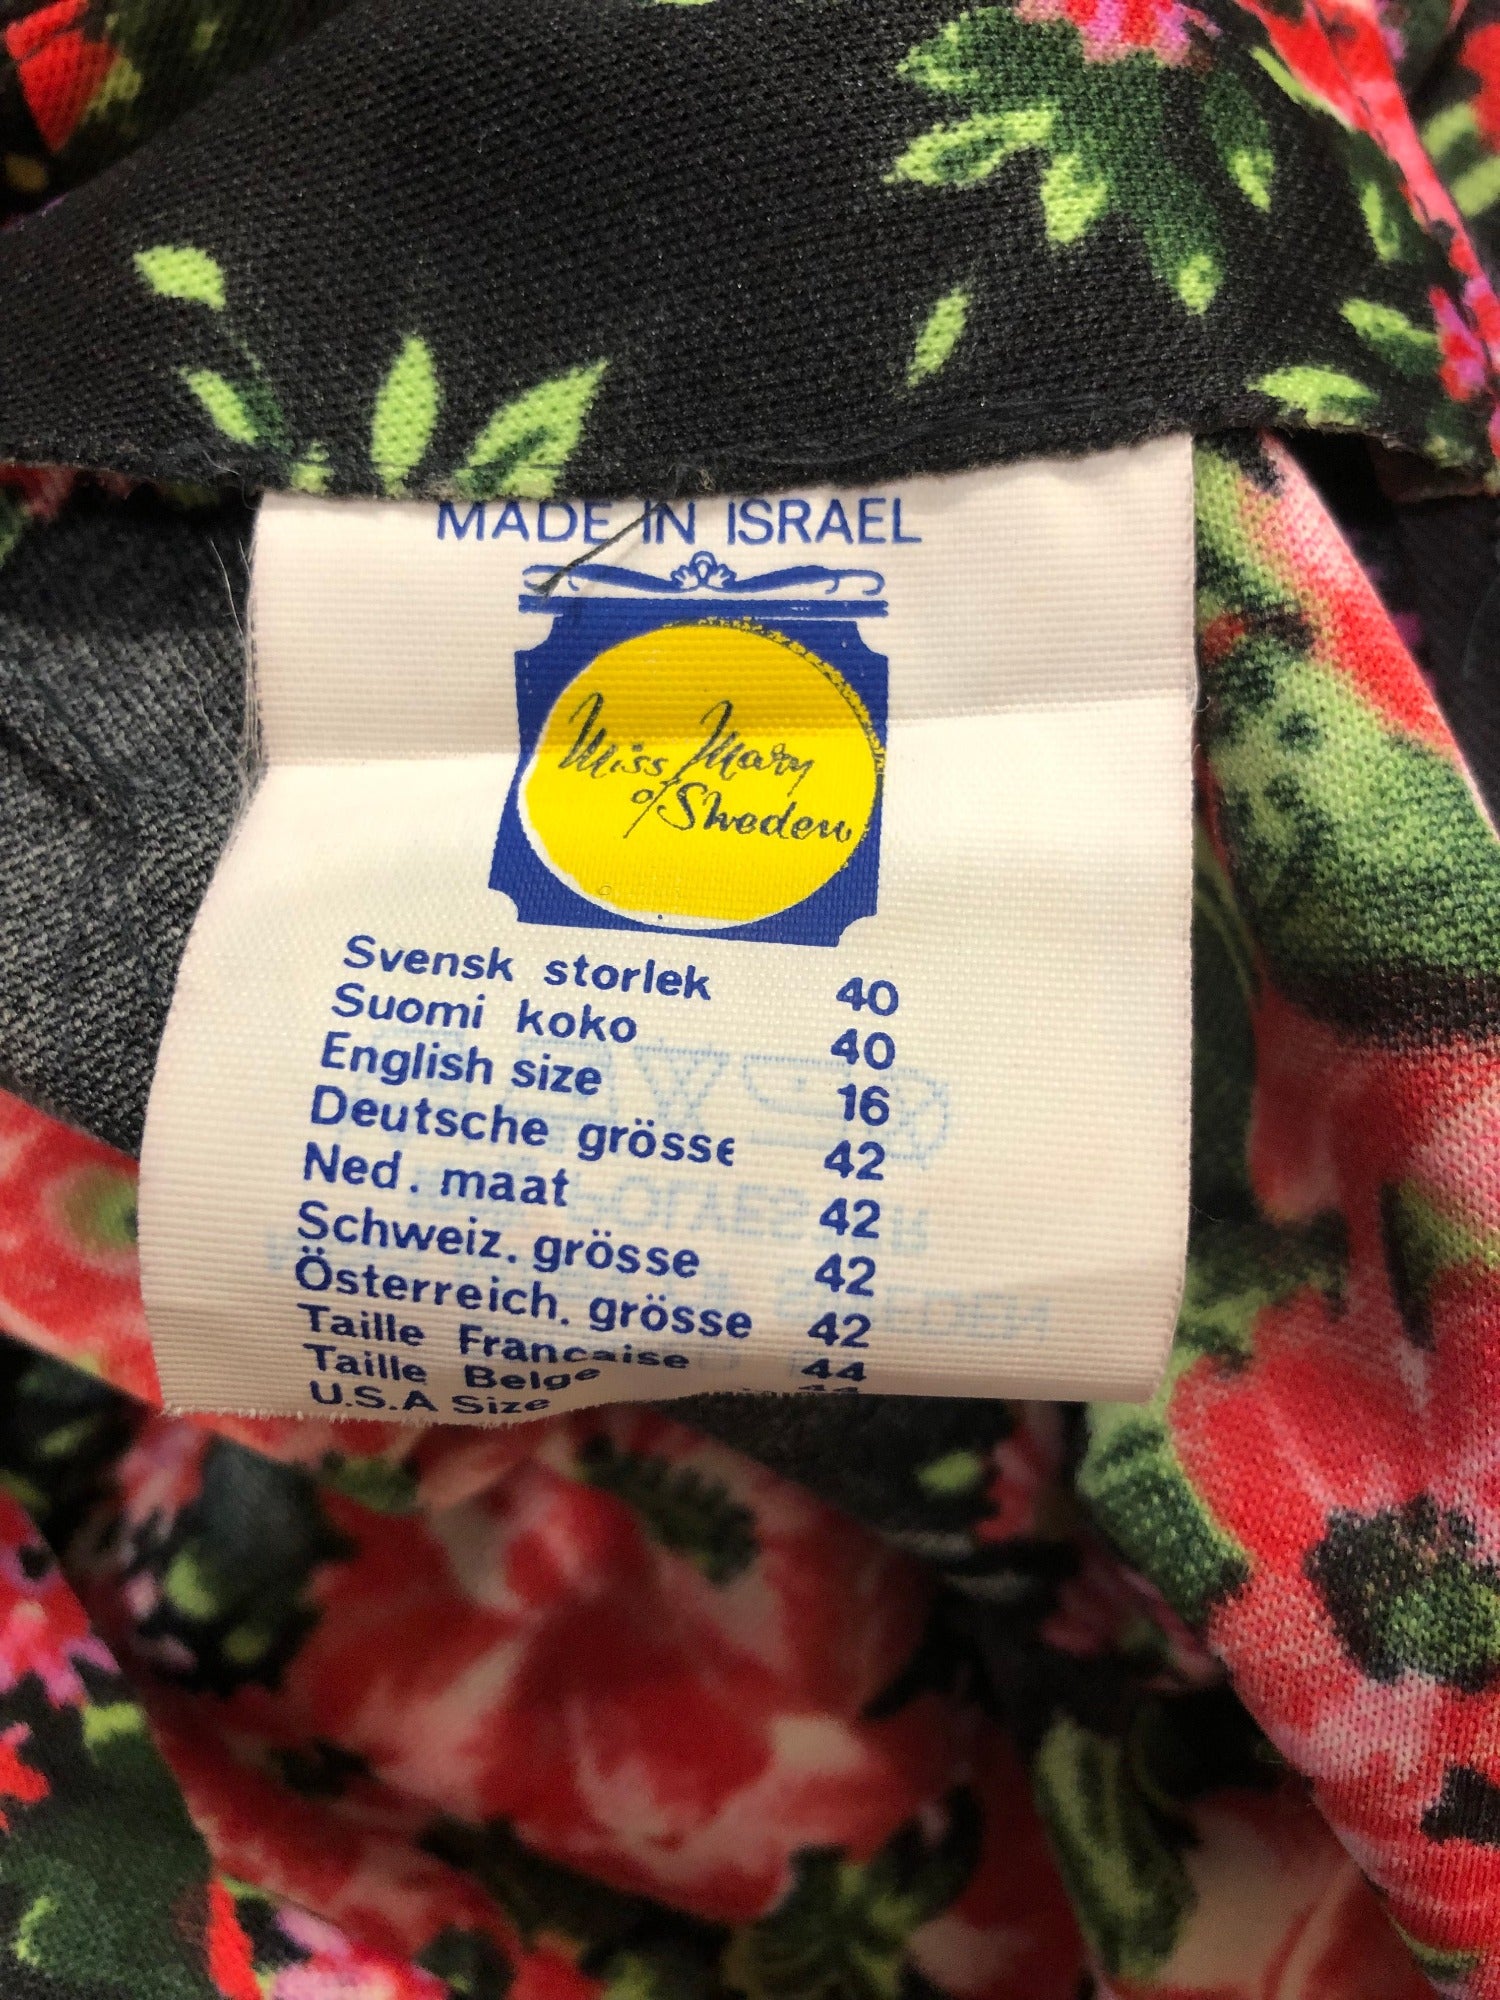 MADE IN ISRAEL
Miss Mary
of Sweden
Svensk storlek 40
Suomi koko 40
English size 16
Deutsche grösse 42
Ned. maat 42
Schweiz. grösse 42
Österreich. grösse 42
Taille Francaise 44
Taille Belge 44
U.S.A Size